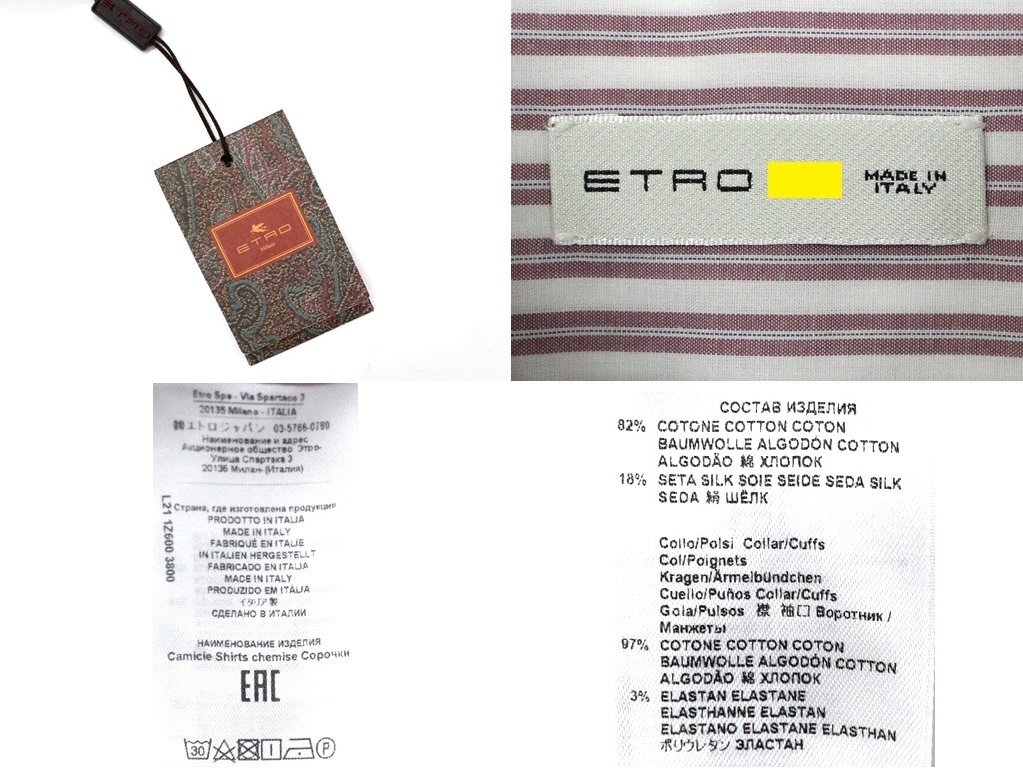 ETRO
ETRO
Milano
ETRO
MADE IN
ITALY
Etro Spa - Via Spartaco 3
20135 Milano - ITALIA
㈱エトロジャパン 03-5766-0780
Наименование и адрес
Акционерное общество Этро-
Улица Спартака 3
20135 Милан- (Италия)
L21 1Z600 3800
Страна, где изготовлена продукция
PRODOTTO IN ITALIA
MADE IN ITALY
FABRIQUÉ EN ITALIE
IN ITALIEN HERGESTELLT
FABRICADO EN ITALIA
MADE IN ITALY
PRODUZIDO EM ITÁLIA
イタリア製
СДЕЛАНО В ИТАЛИИ
НАИМЕНОВАНИЕ ИЗДЕЛИЯ
Camicie Shirts chemise Сорочки
EAC
30 P
СОСТАВ ИЗДЕЛИЯ
82% COTONE COTTON COTON
BAUMWOLLE ALGODÓN COTTON
ALGODÃO 綿 ХЛОПОК
18% SETA SILK SOIE SEIDE SEDA SILK
SEDA 絹 ШЁЛК
Collo/Polsi Collar/Cuffs
Col/Poignets
Kragen/Ärmelbündchen
Cuello/Puños Collar/Cuffs
Gola/Pulsos 襟 袖口 Воротник /
Манжеты
97% COTONE COTTON COTON
BAUMWOLLE ALGODÓN COTTON
ALGODÃO 綿 ХЛОПОК
3% ELASTAN ELASTANE
ELASTHANNE ELASTAN
ELASTANO ELASTANE ELASTHAN
ポリウレタン ЭЛАСТАН